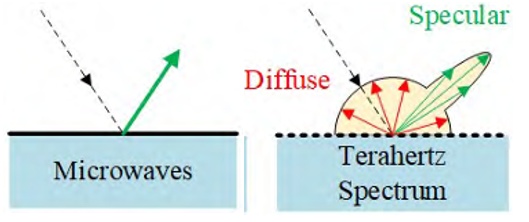 Specular
Diffuse
Microwaves
Terahertz
Spectrum